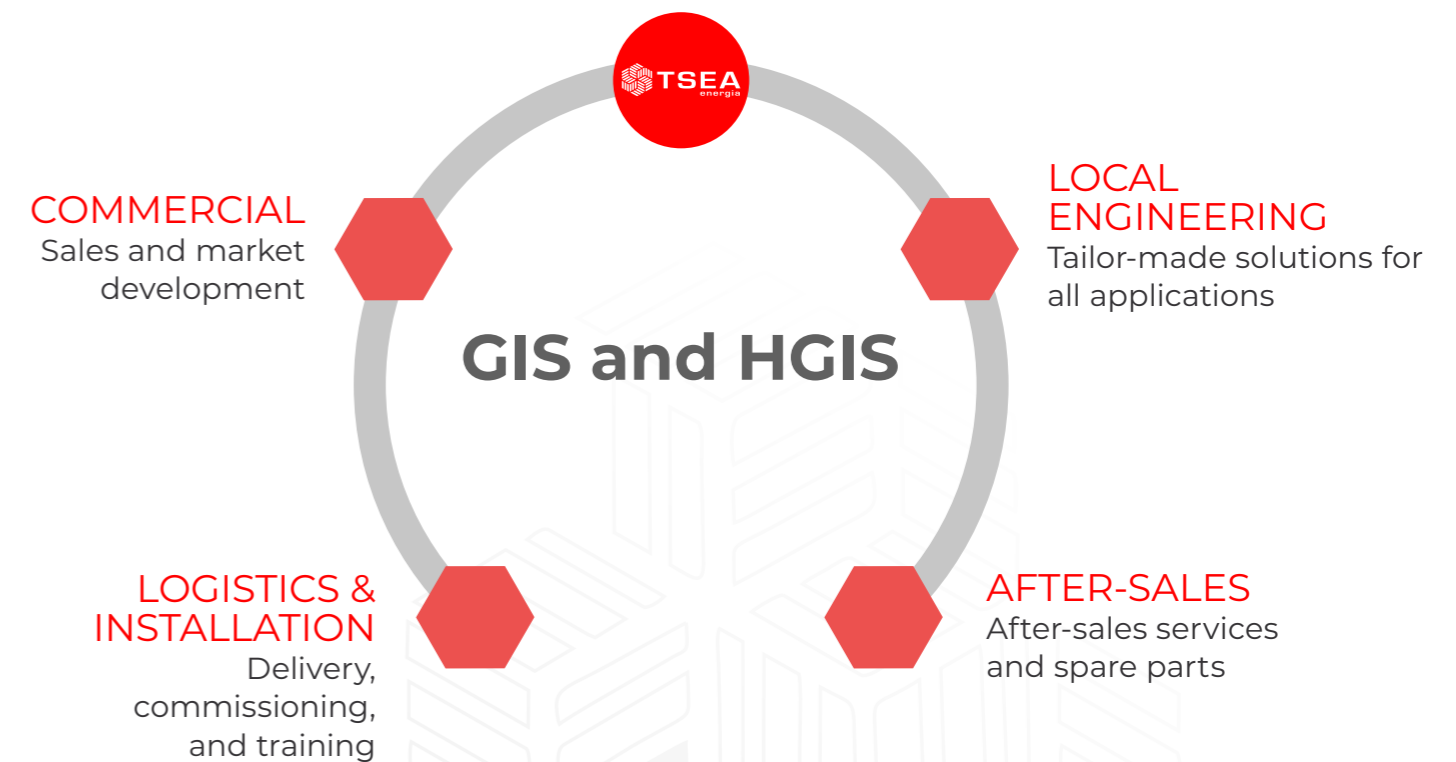 TSEA
energia
COMMERCIAL
Sales and market
development
LOCAL
ENGINEERING
Tailor-made solutions for
all applications
GIS and HGIS
LOGISTICS &
INSTALLATION
Delivery,
commissioning,
and training
AFTER-SALES
After-sales services
and spare parts